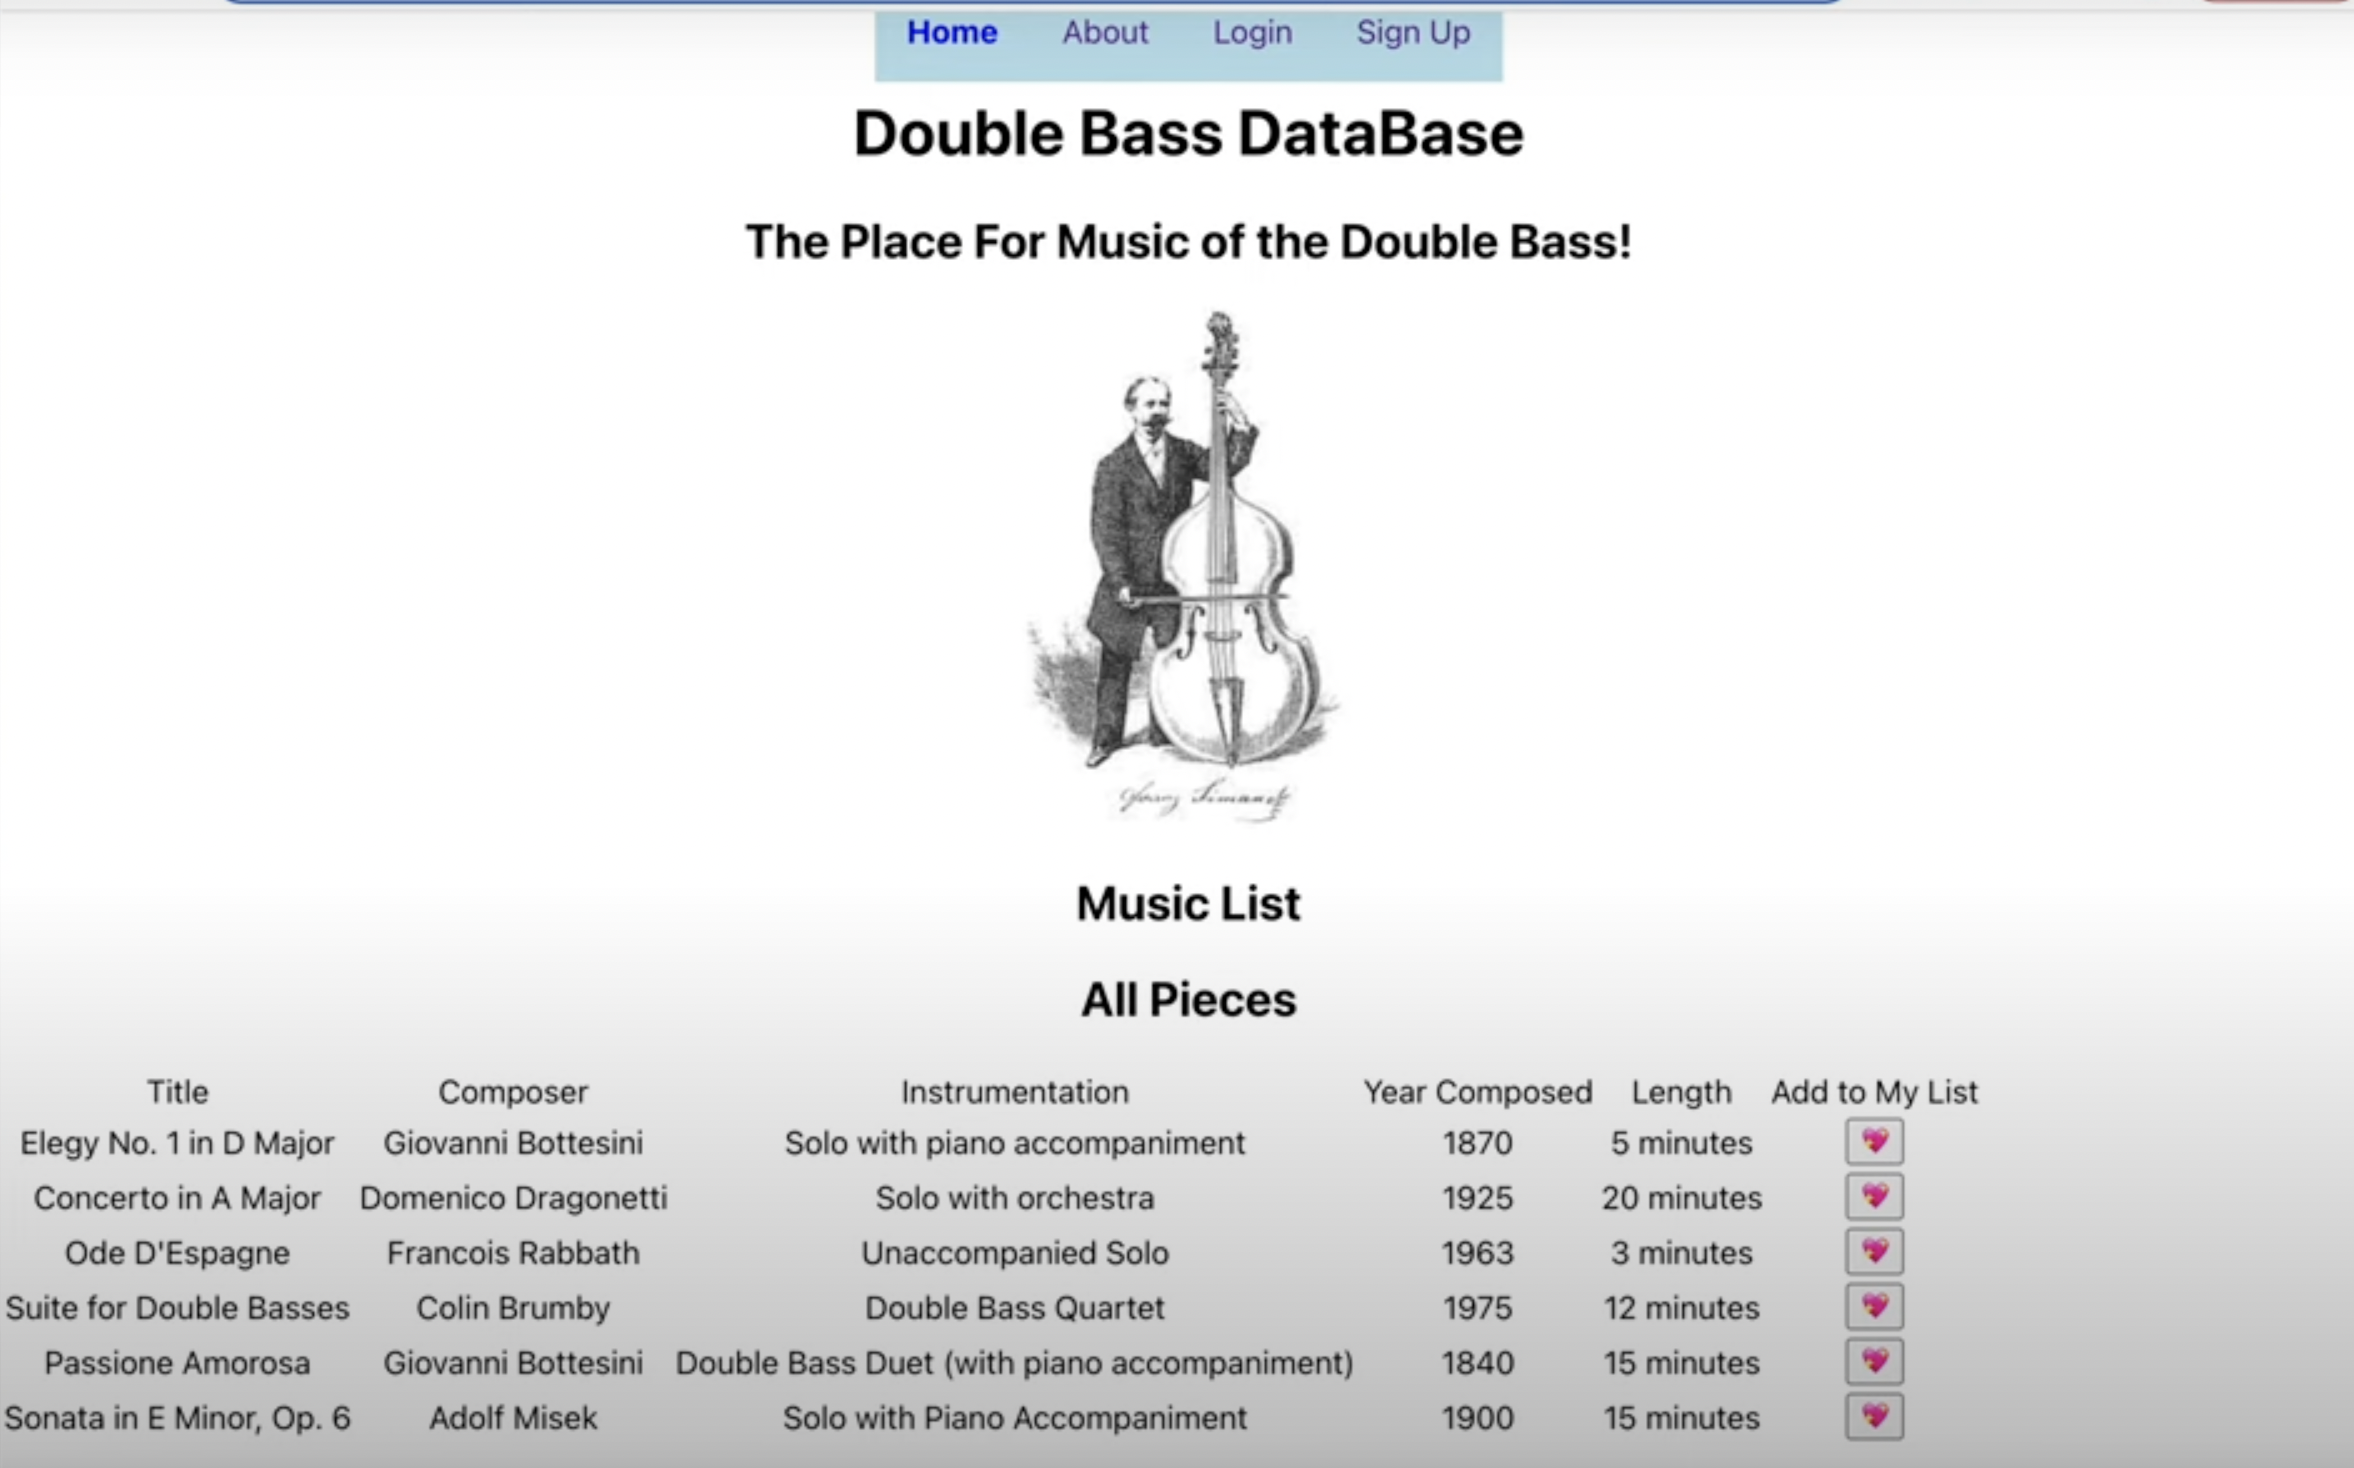 Home About Login Sign Up
Double Bass DataBase
The Place For Music of the Double Bass!
Franz Simandl
Music List
All Pieces
Title Composer Instrumentation Year Composed Length Add to My List
Elegy No. 1 in D Major Giovanni Bottesini Solo with piano accompaniment 1870 5 minutes
Concerto in A Major Domenico Dragonetti Solo with orchestra 1925 20 minutes
Ode D'Espagne Francois Rabbath Unaccompanied Solo 1963 3 minutes
Suite for Double Basses Colin Brumby Double Bass Quartet 1975 12 minutes
Passione Amorosa Giovanni Bottesini Double Bass Duet (with piano accompaniment) 1840 15 minutes
Sonata in E Minor, Op. 6 Adolf Misek Solo with Piano Accompaniment 1900 15 minutes